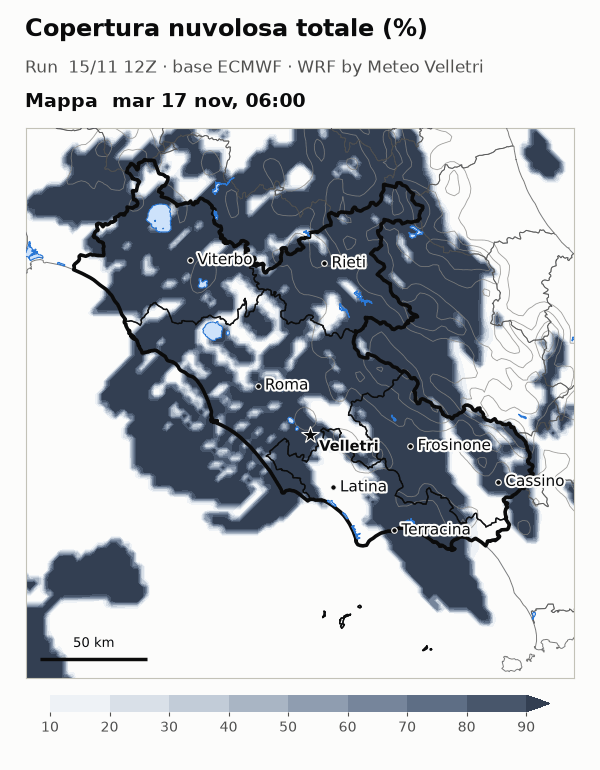 Copertura nuvolosa totale (%)
Run 15/11 12Z · base ECMWF · WRF by Meteo Velletri
Mappa mar 17 nov, 06:00
Viterbo
Rieti
Roma
Velletri
Frosinone
Latina
Cassino
Terracina
50 km
10 20 30 40 50 60 70 80 90